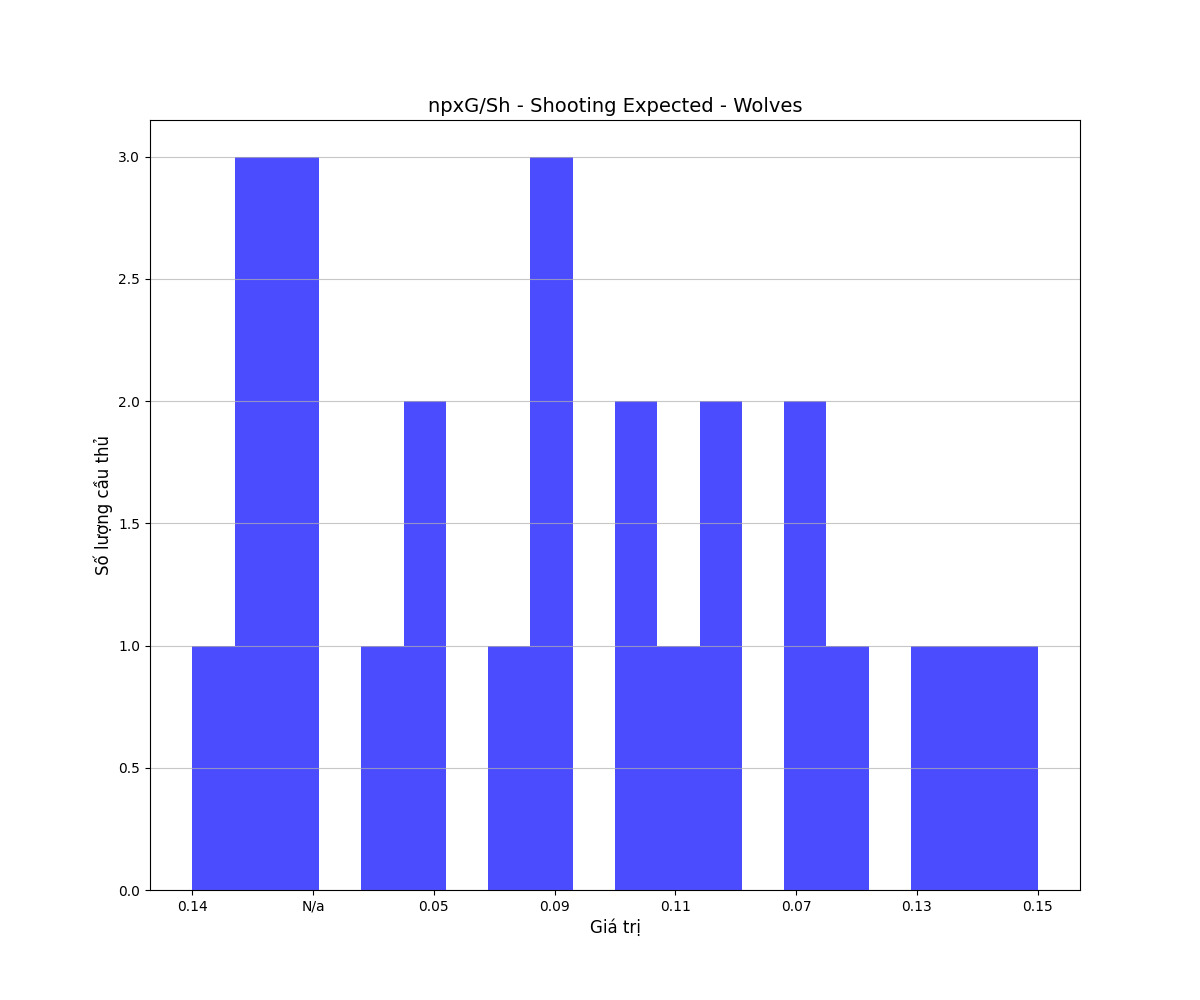 npxG/Sh - Shooting Expected - Wolves
Số lượng cầu thủ
3.0
2.5
2.0
1.5
1.0
0.5
0.0
0.14 N/a 0.05 0.09 0.11 0.07 0.13 0.15
Giá trị